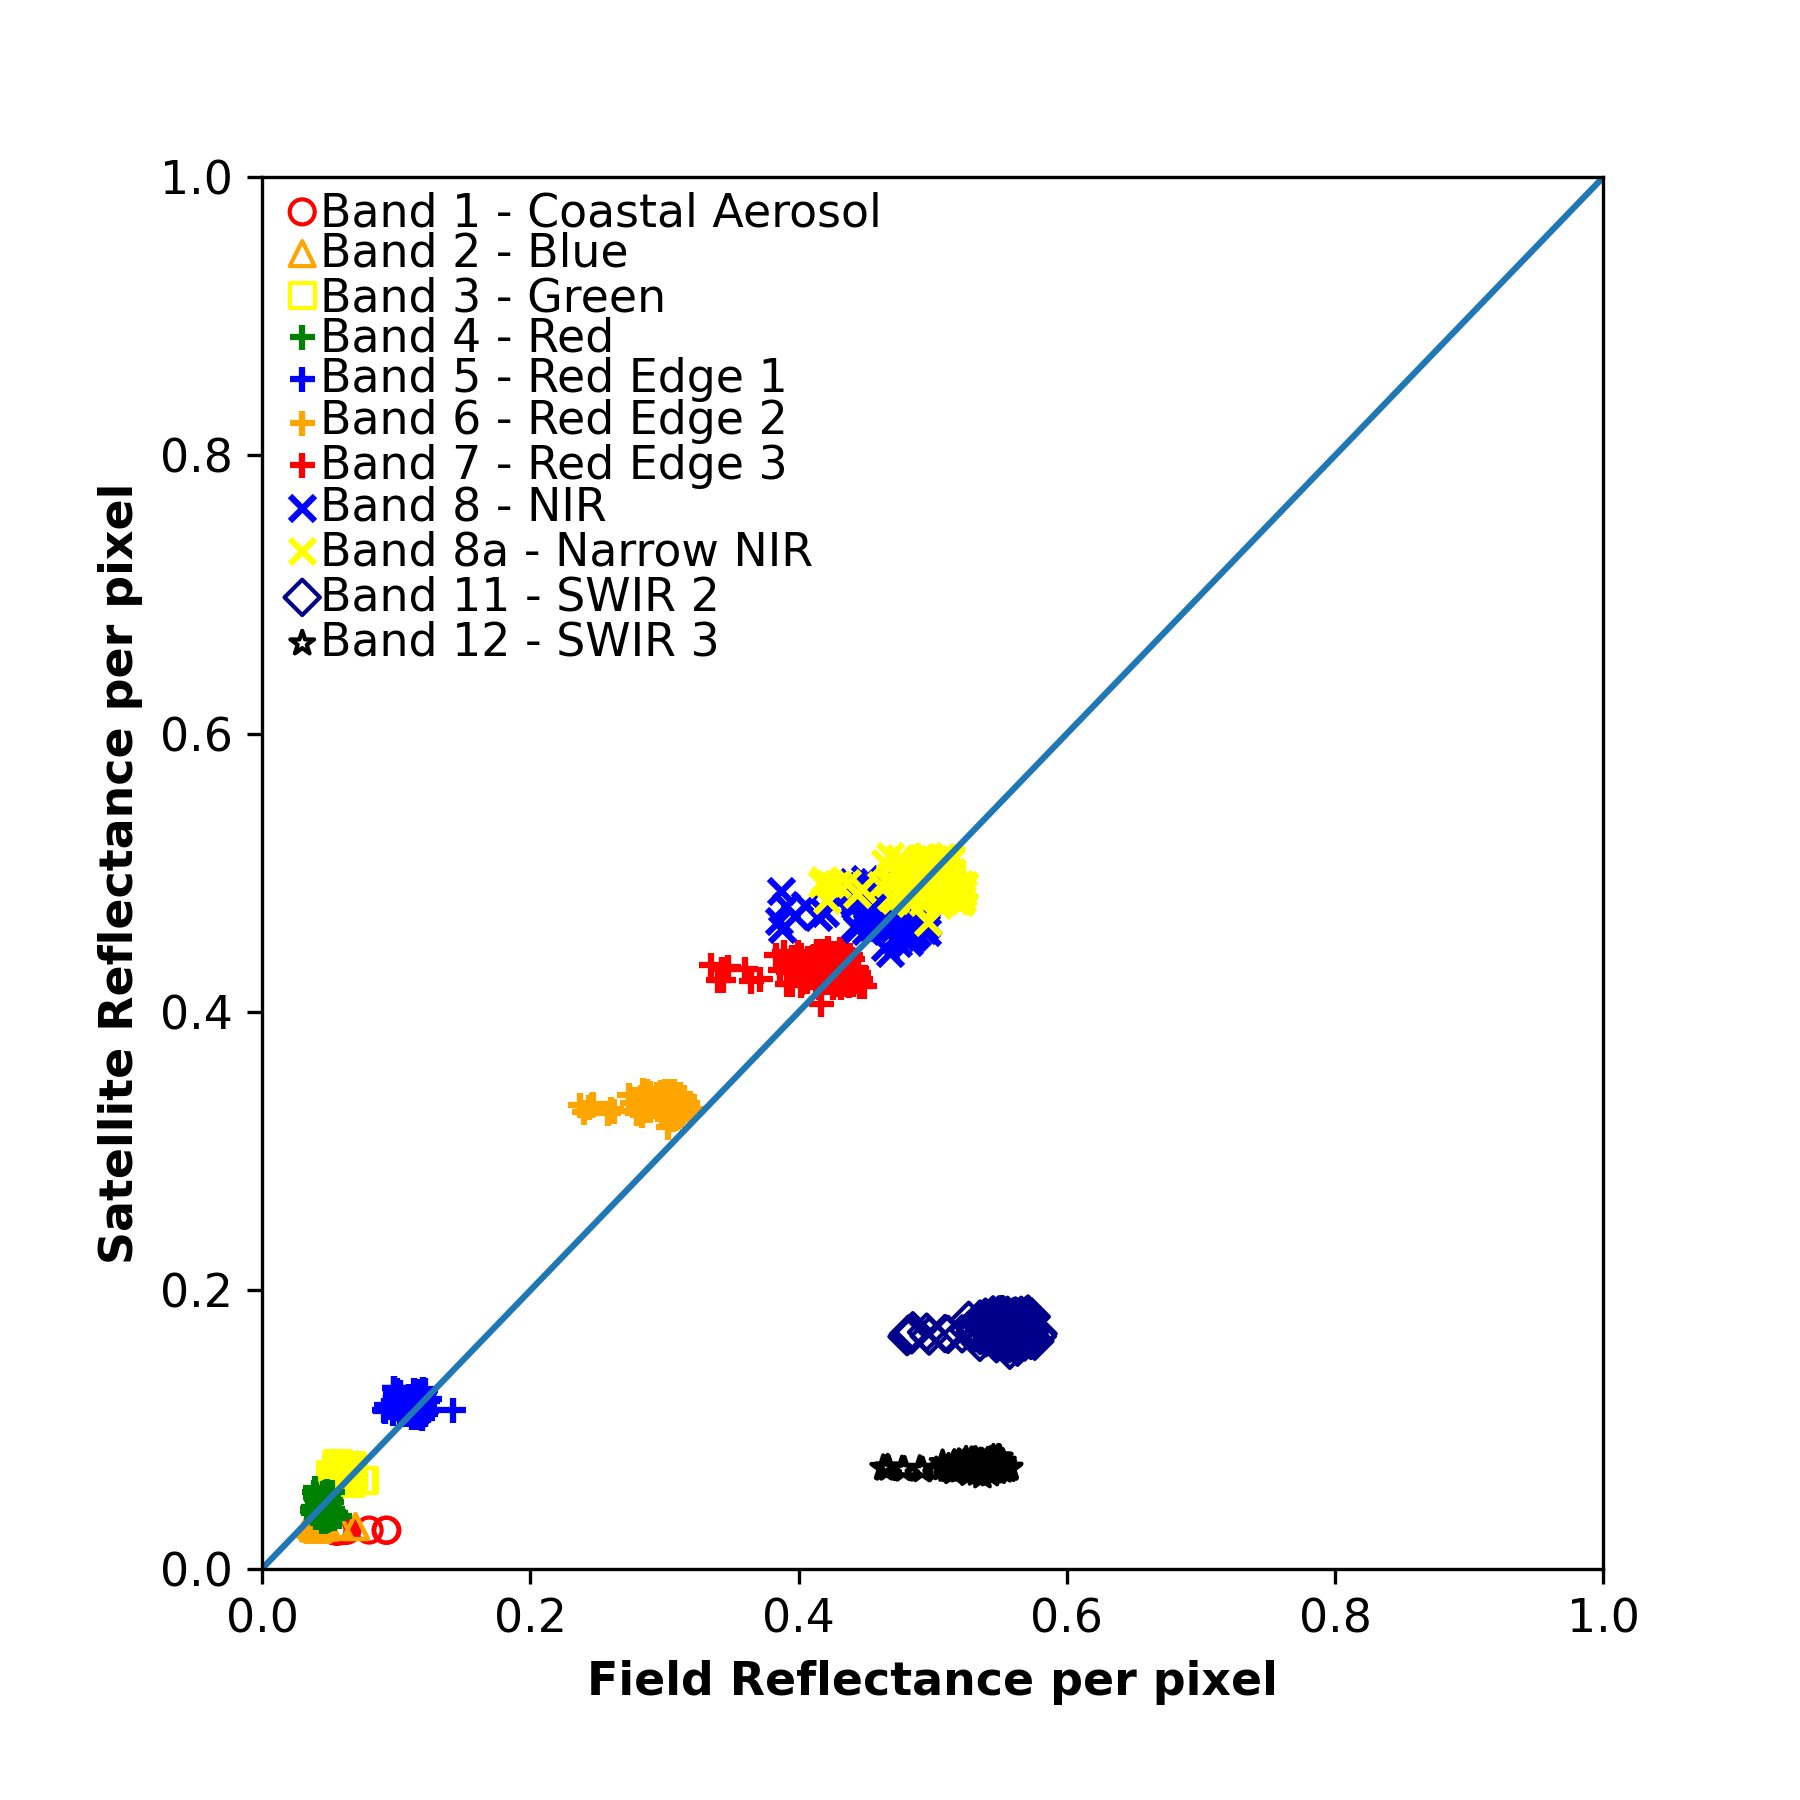 1.0
Band 1 - Coastal Aerosol
Band 2 - Blue
Band 3 - Green
Band 4 - Red
Band 5 - Red Edge 1
Band 6 - Red Edge 2
0.8
Band 7 - Red Edge 3
Band 8 - NIR
Band 8a - Narrow NIR
Band 11 - SWIR 2
Band 12 - SWIR 3
0.6
0.4
0.2
0.0
Satellite Reflectance per pixel
0.0 0.2 0.4 0.6 0.8 1.0
Field Reflectance per pixel